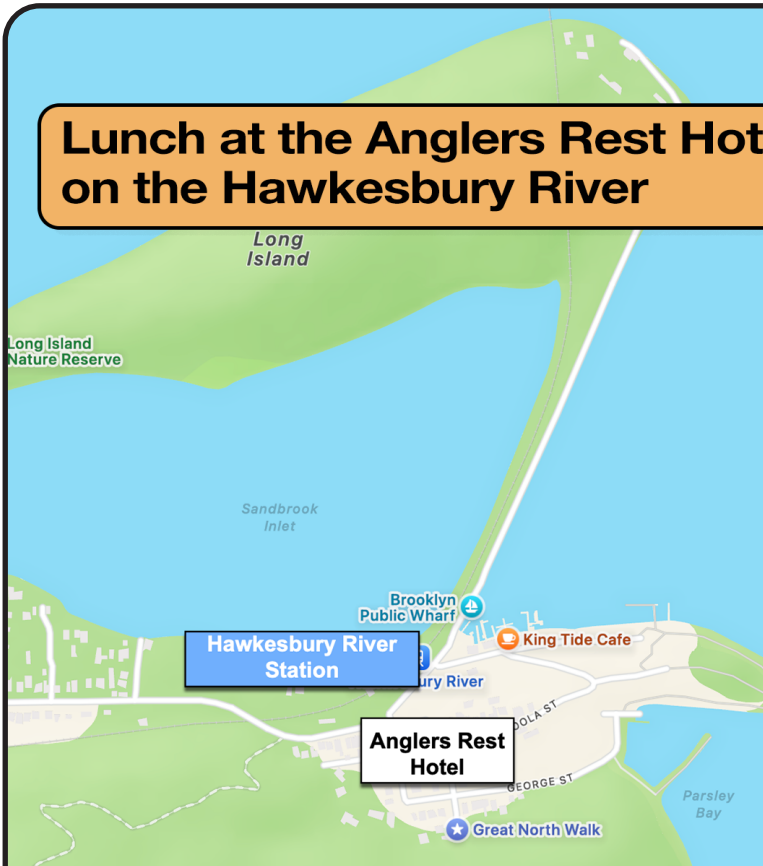 Lunch at the Anglers Rest Hot
on the Hawkesbury River
Long
Island
Long Island
Nature Reserve
Sandbrook
Inlet
Brooklyn
Public Wharf
King Tide Cafe
Hawkesbury River
Station
ury River
OOLA ST
Anglers Rest
Hotel
GEORGE ST
Parsley
Bay
Great North Walk